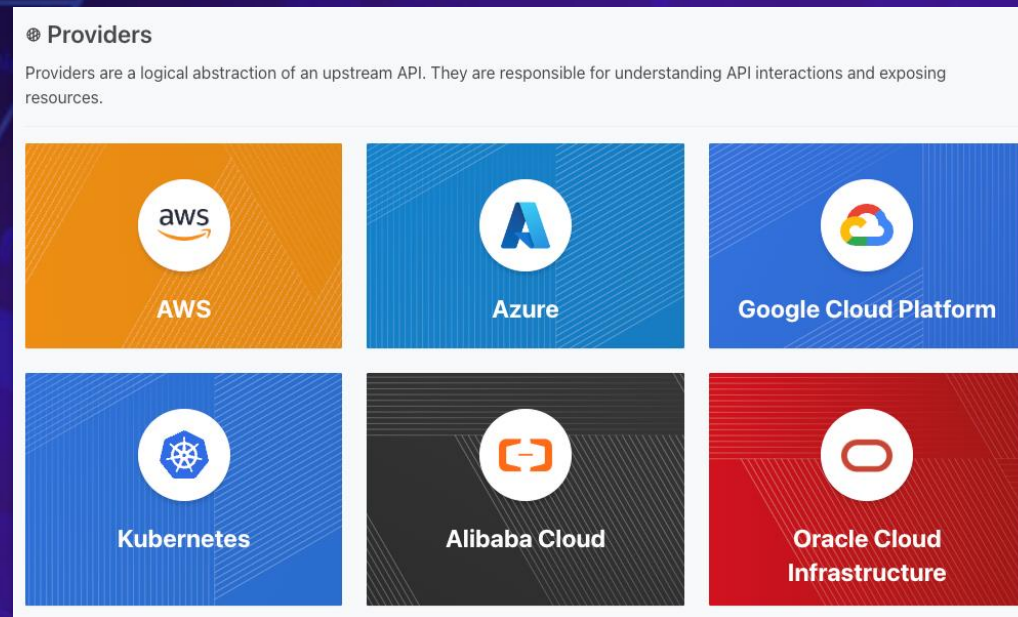 Providers
Providers are a logical abstraction of an upstream API. They are responsible for understanding API interactions and exposing
resources.
aws
AWS
Azure
Google Cloud Platform
Kubernetes
Alibaba Cloud
Oracle Cloud
Infrastructure